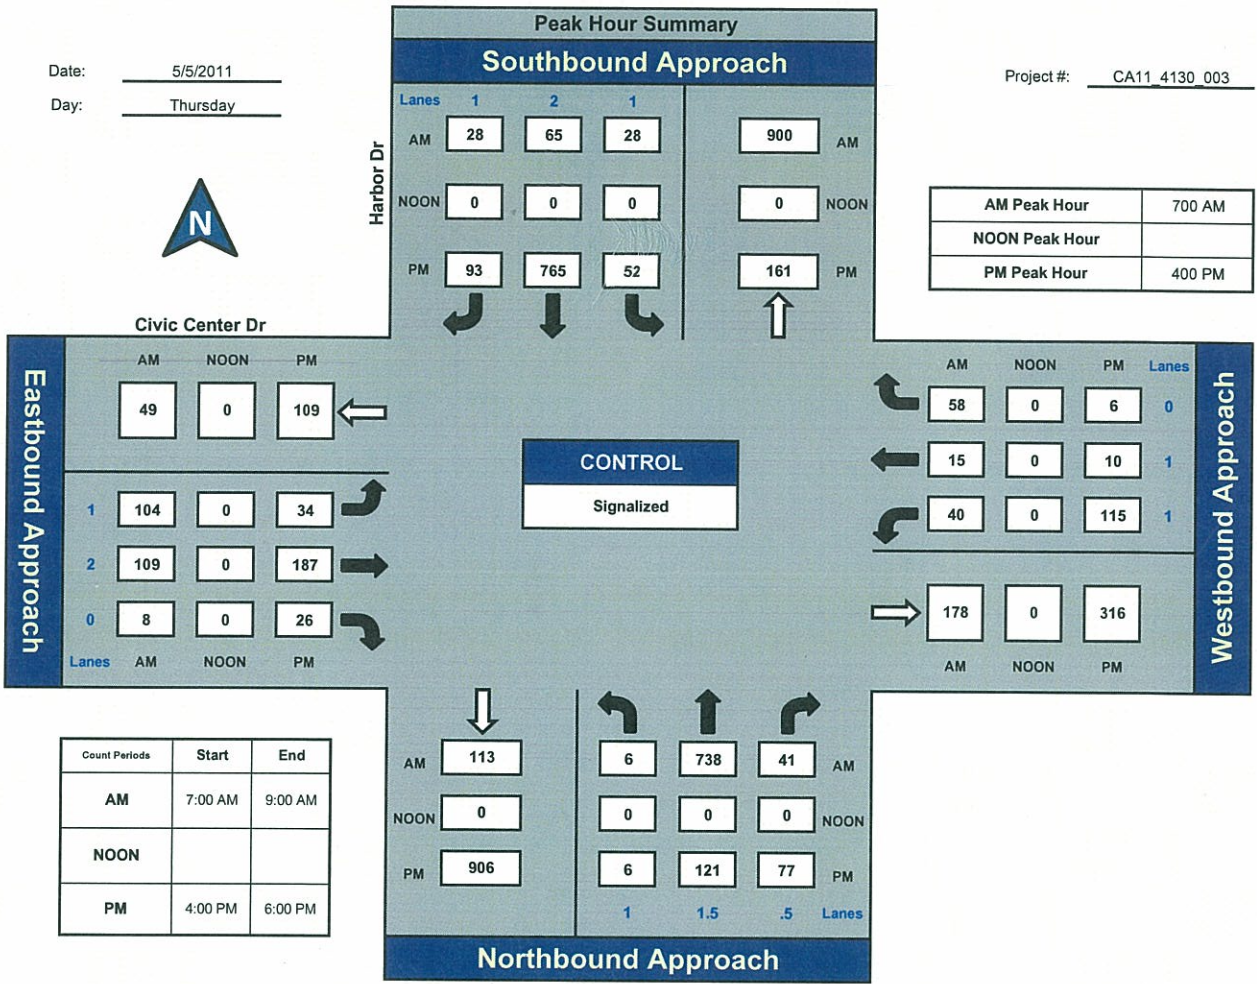 Peak Hour Summary
Southbound Approach
Date: 5/5/2011
Day: Thursday
Project #: CA11_4130_003
N
Harbor Dr
Lanes 1 2 1
AM 28 65 28 900 AM
NOON 0 0 0 0 NOON
PM 93 765 52 161 PM
AM Peak Hour 700 AM
NOON Peak Hour
PM Peak Hour 400 PM
Civic Center Dr
Eastbound Approach
AM NOON PM
49 0 109
1 104 0 34
2 109 0 187
0 8 0 26
Lanes AM NOON PM
CONTROL
Signalized
AM NOON PM Lanes
58 0 6 0
15 0 10 1
40 0 115 1
178 0 316
AM NOON PM
Westbound Approach
Count Periods Start End
AM 7:00 AM 9:00 AM
NOON
PM 4:00 PM 6:00 PM
AM 113 6 738 41 AM
NOON 0 0 0 0 NOON
PM 906 6 121 77 PM
1 1.5 .5 Lanes
Northbound Approach